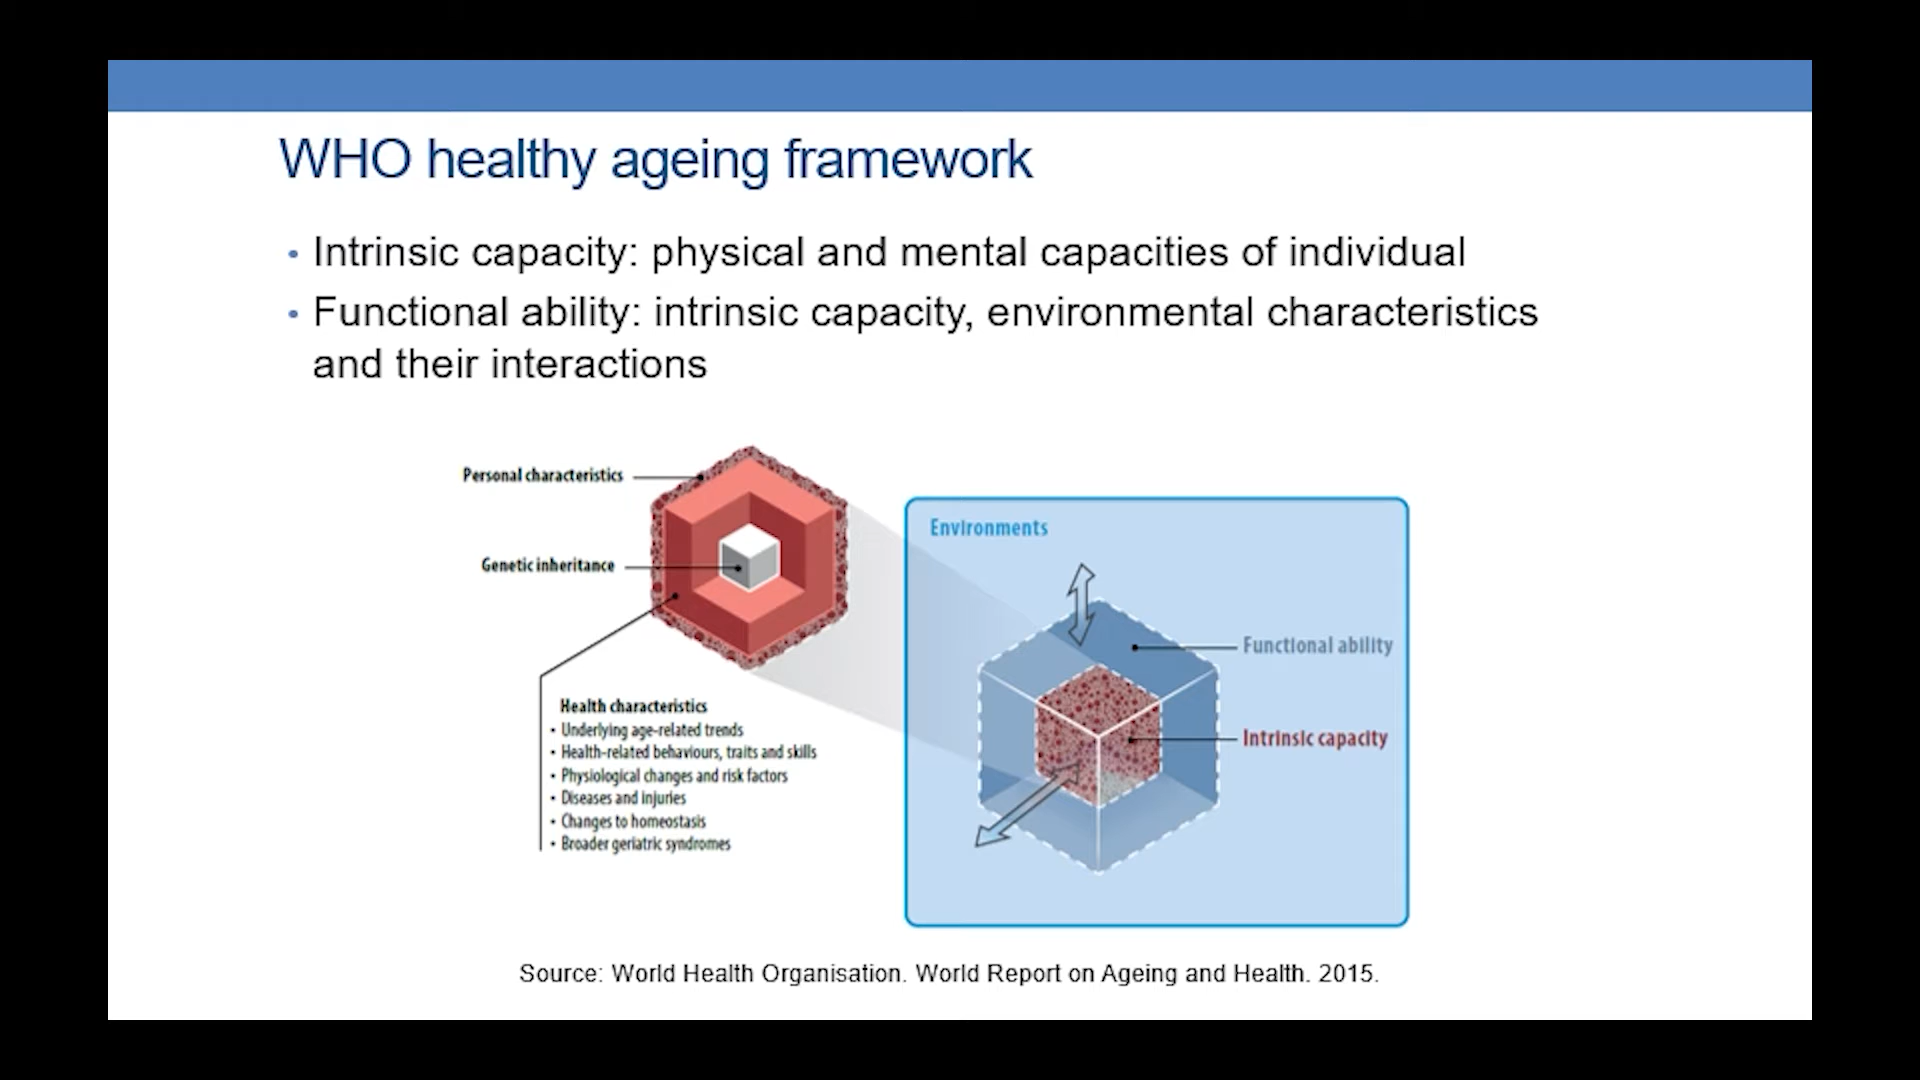 WHO healthy ageing framework
• Intrinsic capacity: physical and mental capacities of individual
• Functional ability: intrinsic capacity, environmental characteristics
and their interactions
Personal characteristics
Genetic inheritance
Health characteristics
• Underlying age-related trends
• Health-related behaviours, traits and skills
• Physiological changes and risk factors
• Diseases and injuries
• Changes to homeostasis
• Broader geriatric syndromes
Environments
Functional ability
Intrinsic capacity
Source: World Health Organisation. World Report on Ageing and Health. 2015.